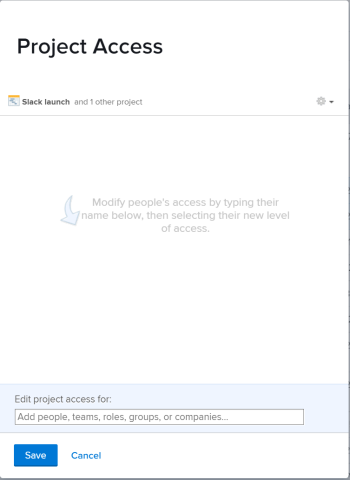 Project Access
Slack launch and 1 other project
Modify people's access by typing their
name below, then selecting their new level
of access.
Edit project access for:
Add people, teams, roles, groups, or companies...
Save Cancel